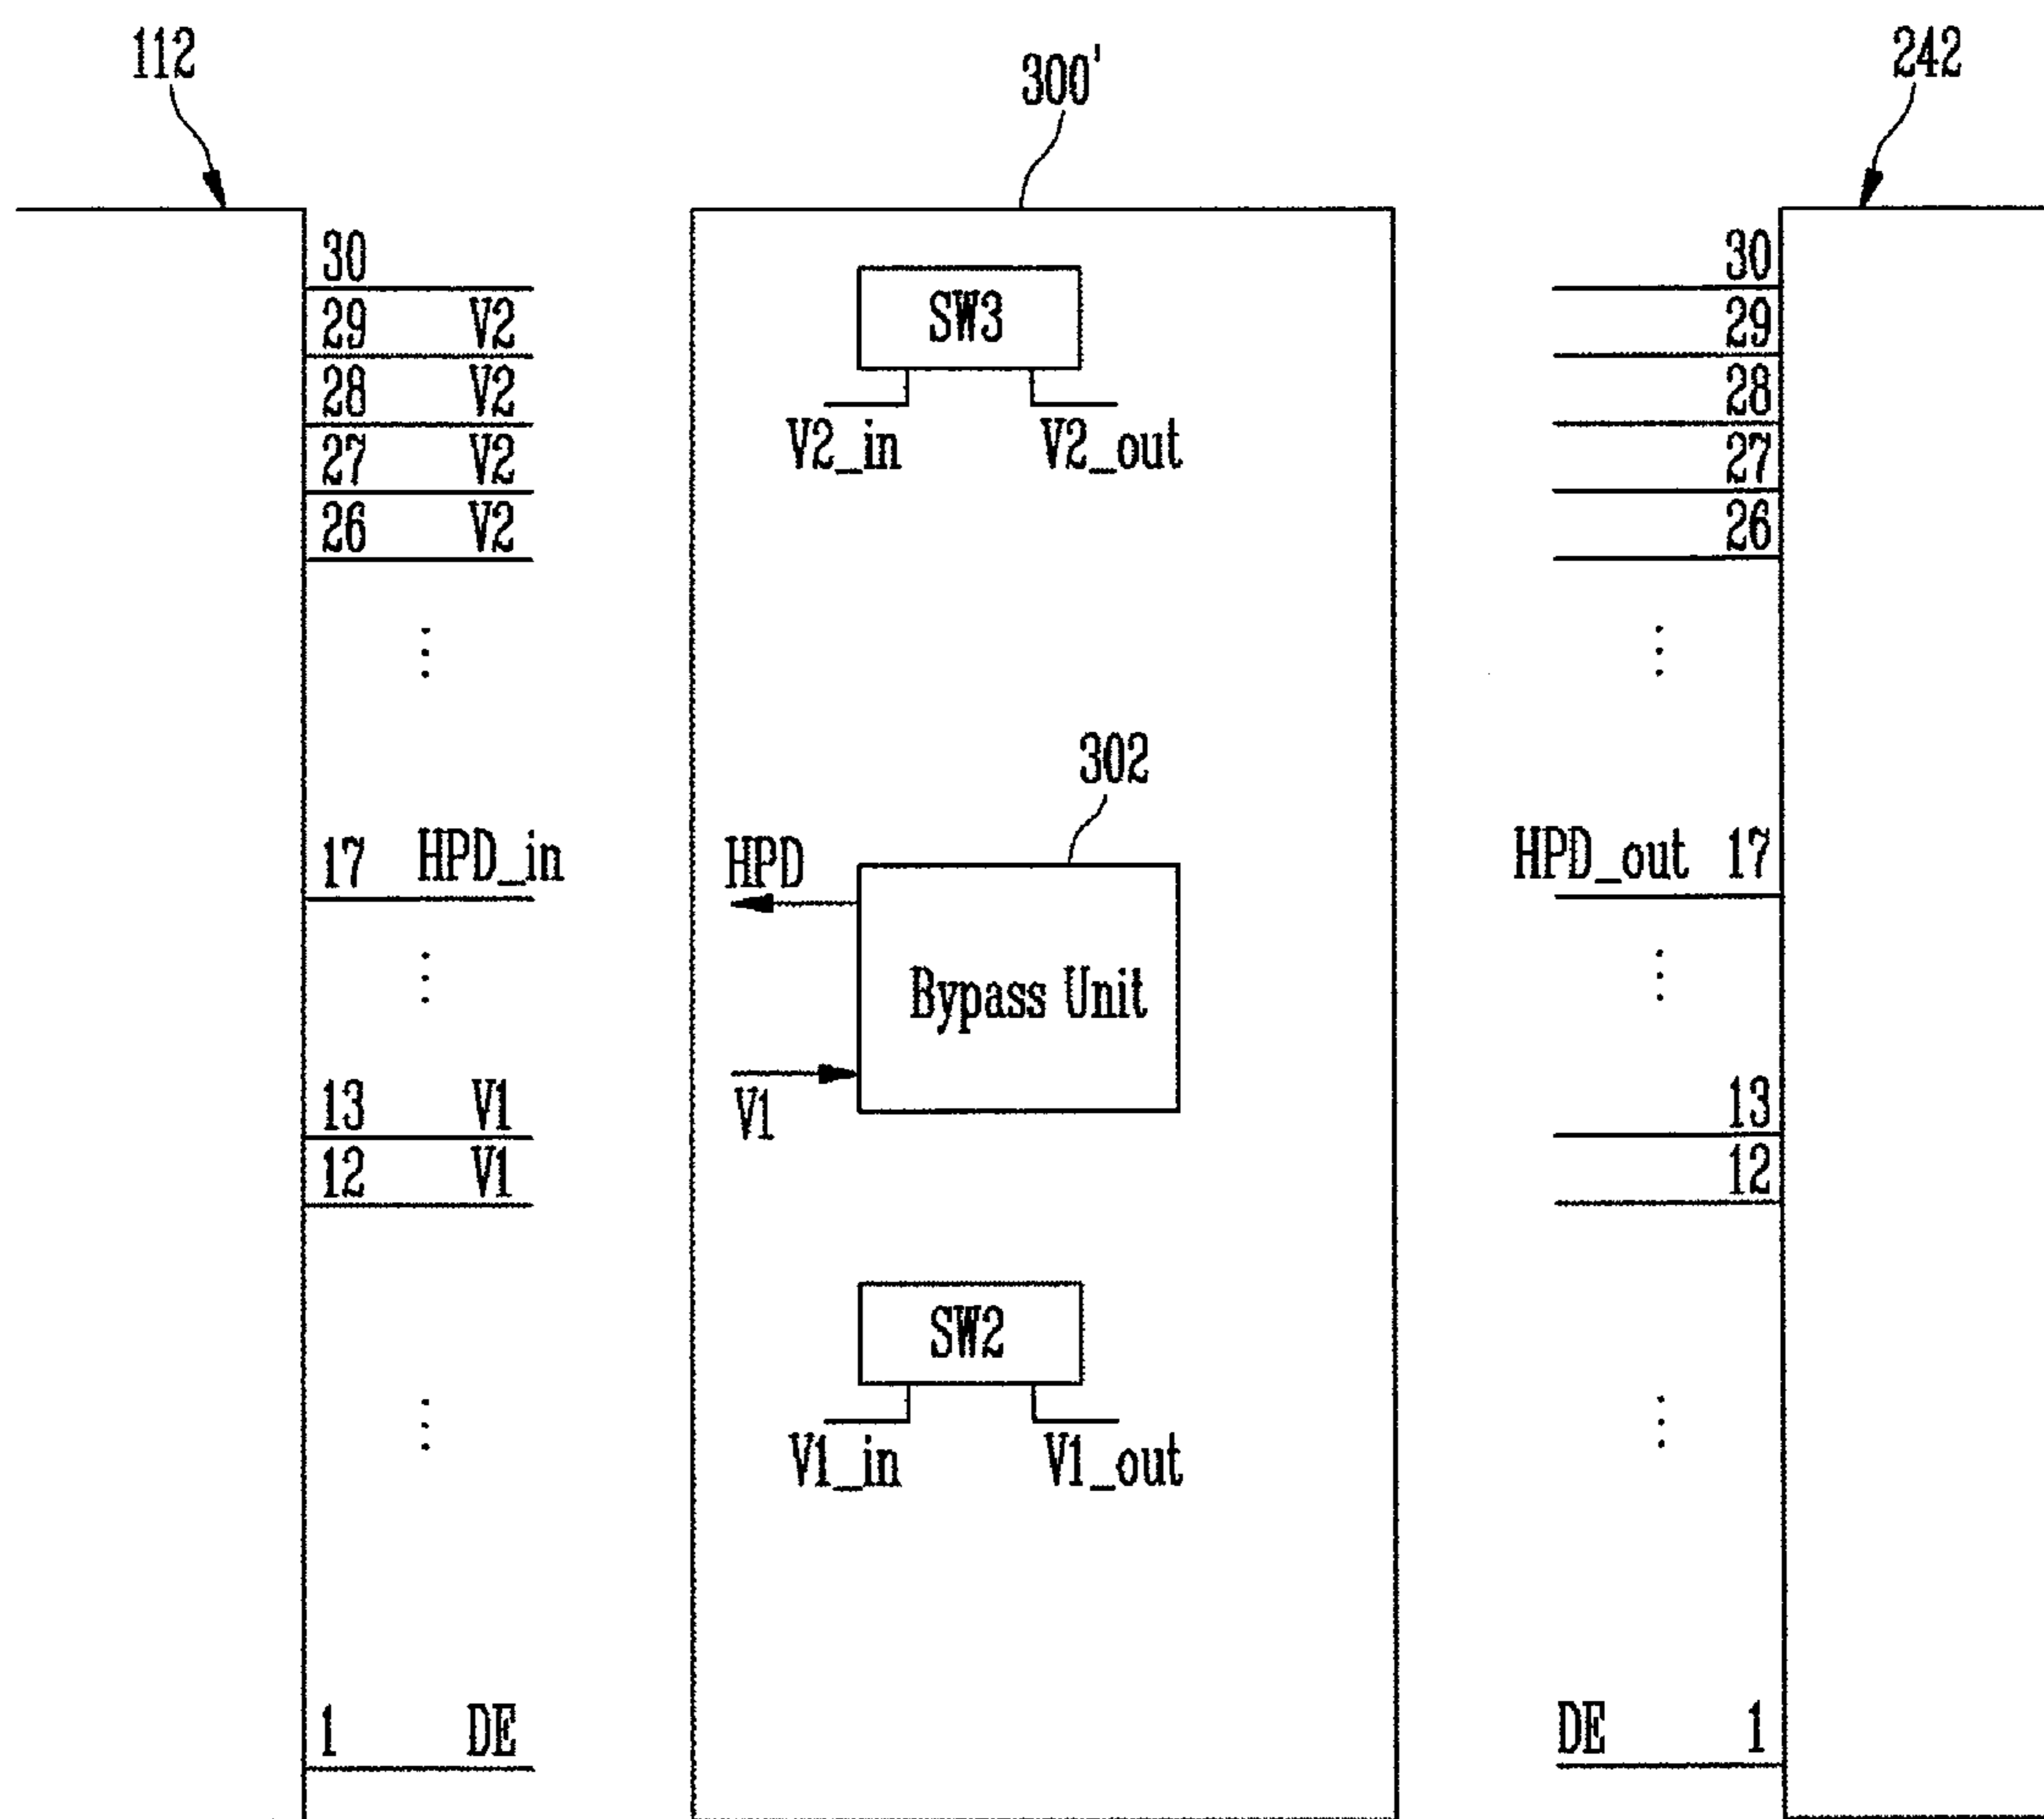 112
300'
242
30
29 V2
28 V2
27 V2
26 V2
17 HPD_in
13 V1
12 V1
1 DE
SW3
V2_in V2_out
302
HPD
Bypass Unit
V1
SW2
V1_in V1_out
30
29
28
27
26
HPD_out 17
13
12
DE 1